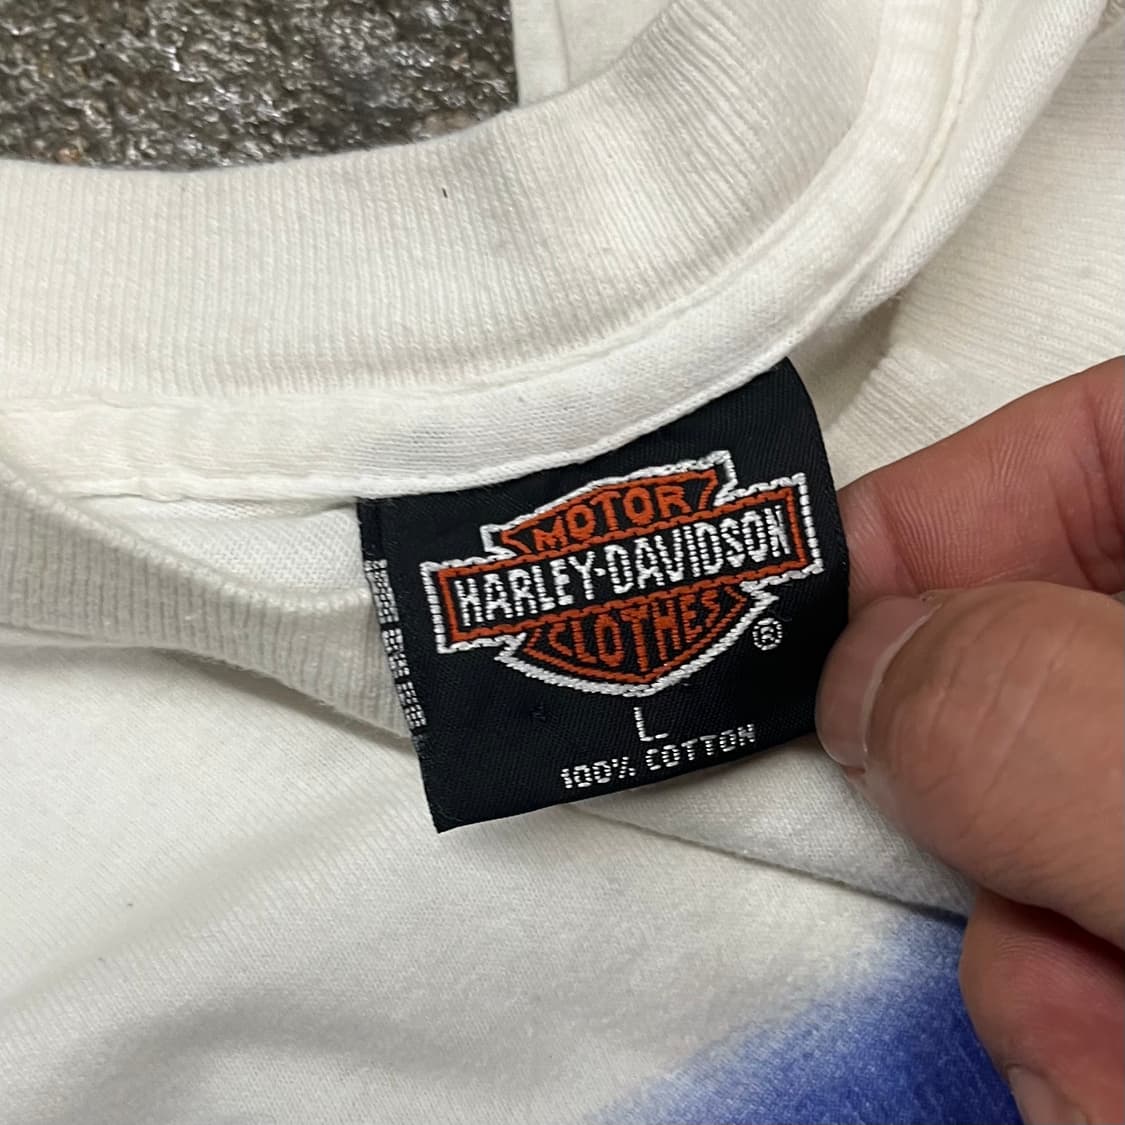 MOTOR
HARLEY-DAVIDSON
CLOTHES
®
L
100% COTTON